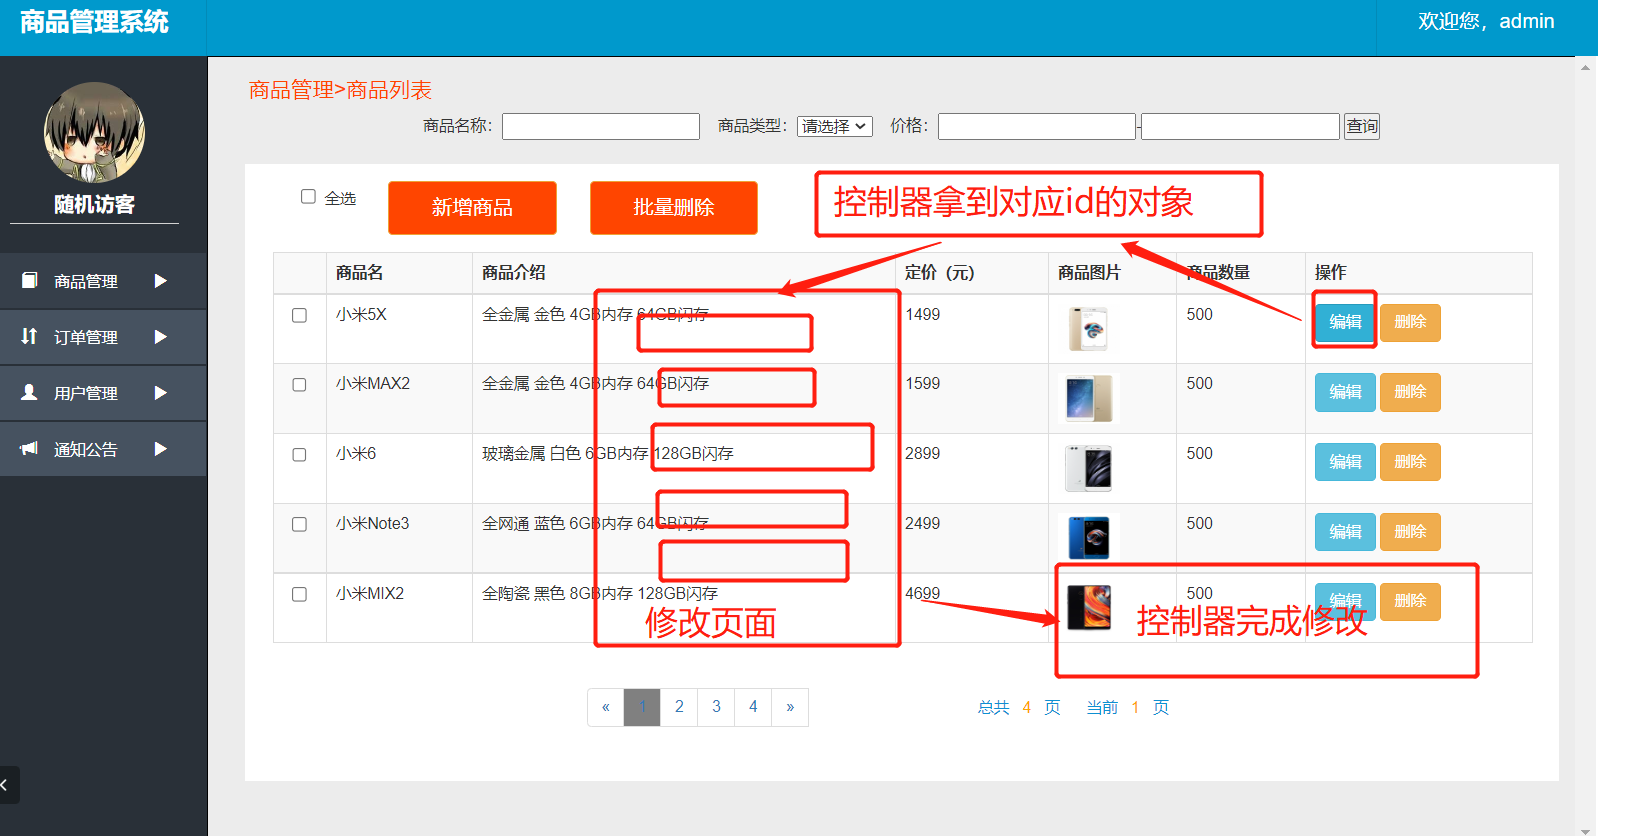 商品管理系统
欢迎您，admin
随机访客
商品管理
订单管理
用户管理
通知公告
商品管理>商品列表
商品名称： 商品类型： 请选择 价格： - 查询
全选 新增商品 批量删除 控制器拿到对应id的对象
商品名 商品介绍 定价（元） 商品图片 商品数量 操作
小米5X 全金属 金色 4GB内存 64GB闪存 1499 500 编辑 删除
小米MAX2 全金属 金色 4GB内存 64GB闪存 1599 500 编辑 删除
小米6 玻璃金属 白色 6GB内存 128GB闪存 2899 500 编辑 删除
小米Note3 全网通 蓝色 6GB内存 64GB闪存 2499 500 编辑 删除
小米MIX2 全陶瓷 黑色 8GB内存 128GB闪存 4699 500 编辑 删除
修改页面 控制器完成修改
« 1 2 3 4 » 总共 4 页 当前 1 页